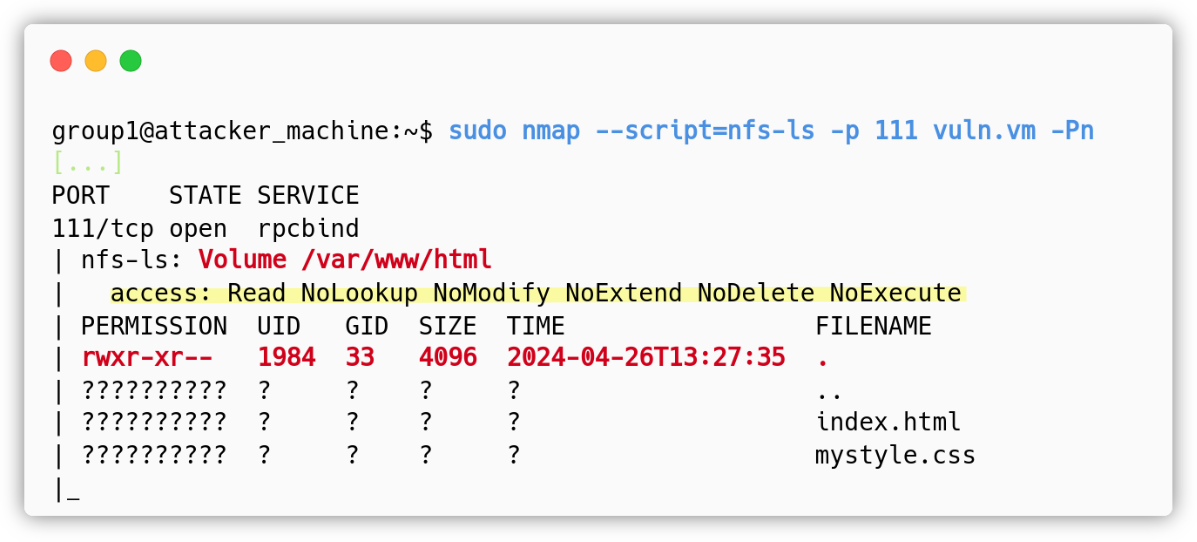 group1@attacker_machine:~$ sudo nmap --script=nfs-ls -p 111 vuln.vm -Pn
[...]
PORT    STATE SERVICE
111/tcp open  rpcbind
| nfs-ls: Volume /var/www/html
|   access: Read NoLookup NoModify NoExtend NoDelete NoExecute
| PERMISSION  UID   GID  SIZE  TIME                 FILENAME
| rwxr-xr--   1984  33   4096  2024-04-26T13:27:35  .
| ??????????  ?     ?    ?     ?                    ..
| ??????????  ?     ?    ?     ?                    index.html
| ??????????  ?     ?    ?     ?                    mystyle.css
|_